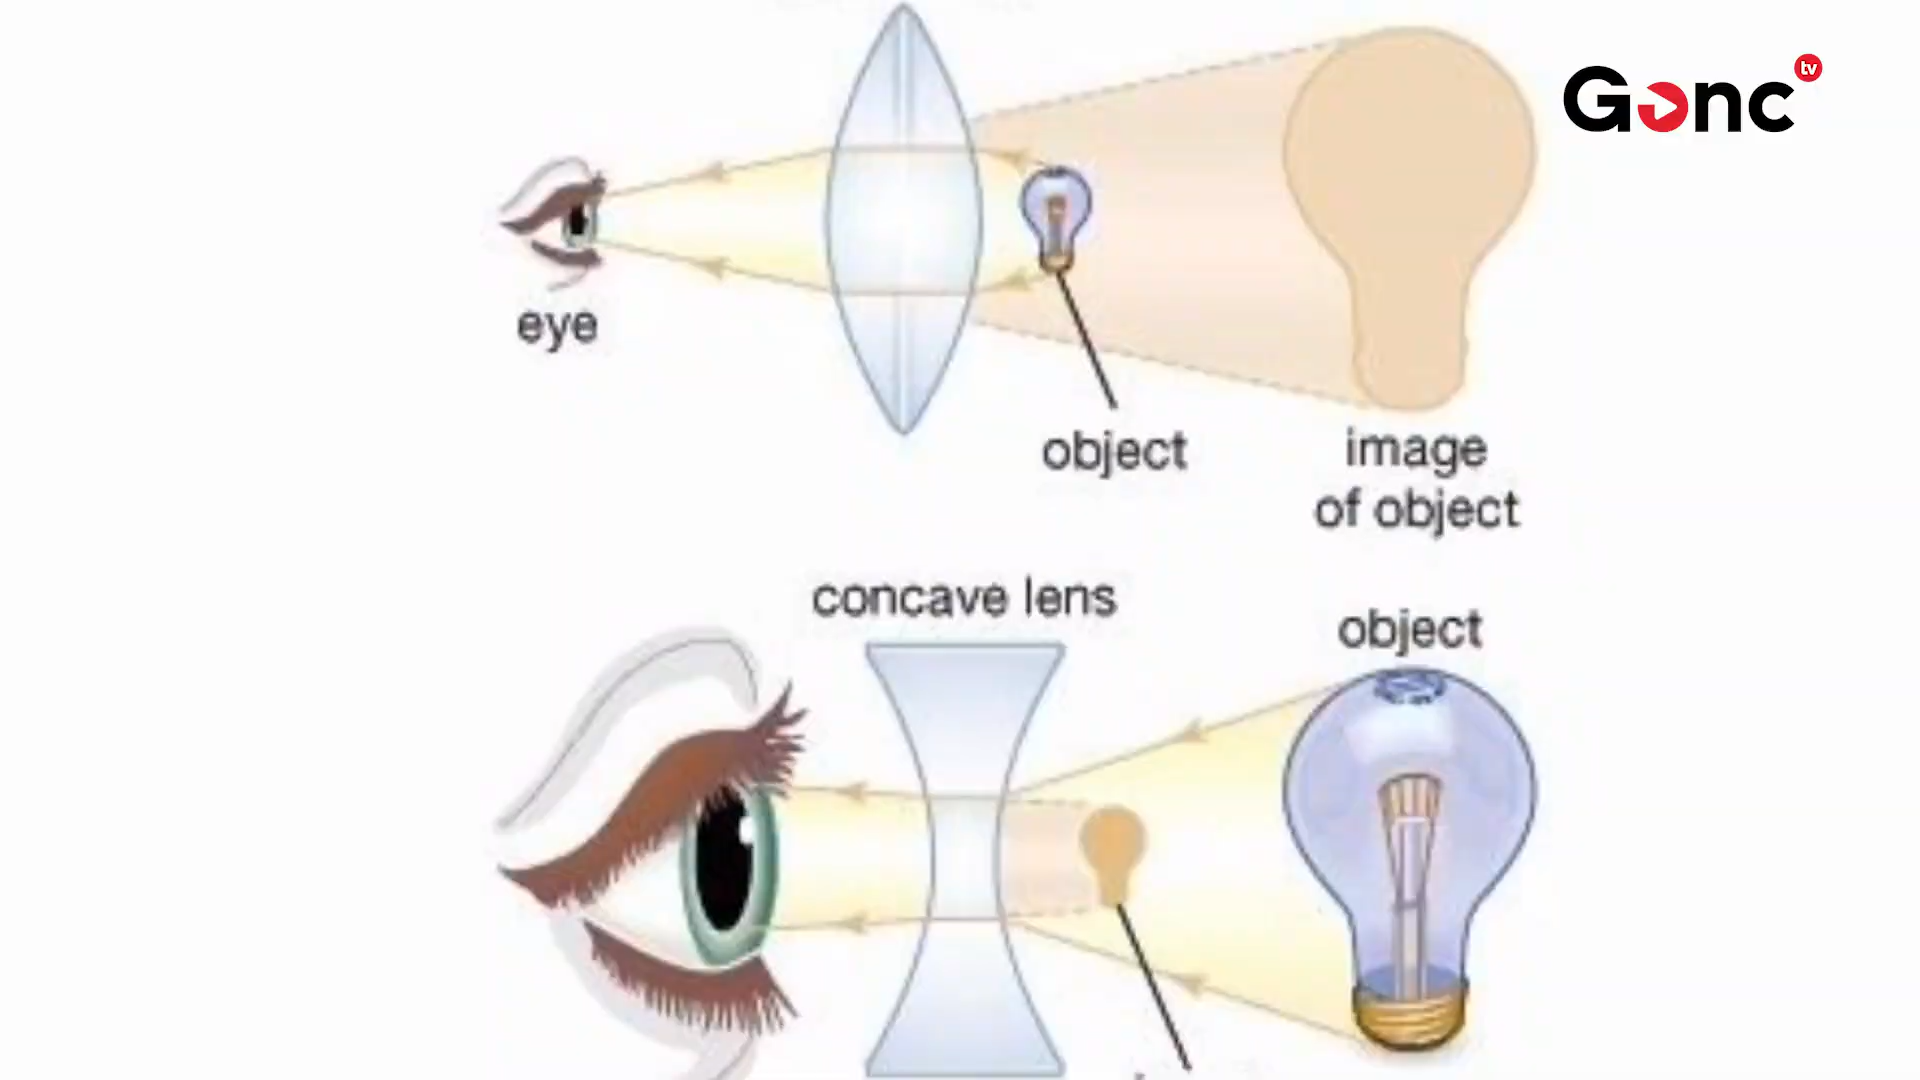 Gonc tv
eye
object
image
of object
concave lens
object